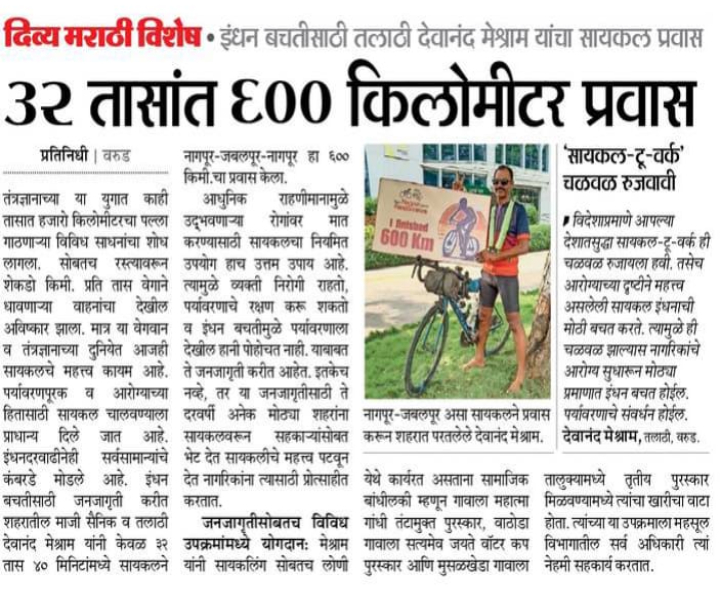 दिव्य मराठी विशेष • इंधन बचतीसाठी तलाठी देवानंद मेश्राम यांचा सायकल प्रवास
३२ तासांत ६०० किलोमीटर प्रवास
प्रतिनिधी | वरुड
तंत्रज्ञानाच्या या युगात काही
तासात हजारो किलोमीटरचा पल्ला
गाठणाऱ्या विविध साधनांचा शोध
लागला. सोबतच रस्त्यावरून
शेकडो किमी. प्रति तास वेगाने
धावणाऱ्या वाहनांचा देखील
अविष्कार झाला. मात्र या वेगवान
व तंत्रज्ञानाच्या दुनियेत आजही
सायकलचे महत्त्व कायम आहे.
पर्यावरणपूरक व आरोग्याच्या
हितासाठी सायकल चालवण्याला
प्राधान्य दिले जात आहे.
इंधनदरवाढीनेही सर्वसामान्यांचे
कंबरडे मोडले आहे. इंधन
बचतीसाठी जनजागृती करीत
शहरातील माजी सैनिक व तलाठी
देवानंद मेश्राम यांनी केवळ ३२
तास ४० मिनिटांमध्ये सायकलने
नागपूर-जबलपूर-नागपूर हा ६००
किमी.चा प्रवास केला.
आधुनिक राहणीमानामुळे
उद्भवणाऱ्या रोगांवर मात
करण्यासाठी सायकलचा नियमित
उपयोग हाच उत्तम उपाय आहे.
त्यामुळे व्यक्ती निरोगी राहतो,
पर्यावरणाचे रक्षण करू शकतो
व इंधन बचतीमुळे पर्यावरणाला
देखील हानी पोहोचत नाही. याबाबत
ते जनजागृती करीत आहेत. इतकेच
नव्हे, तर या जनजागृतीसाठी ते
दरवर्षी अनेक मोठ्या शहरांना
सायकलवरून सहकाऱ्यांसोबत
भेट देत सायकलीचे महत्त्व पटवून
देत नागरिकांना त्यासाठी प्रोत्साहीत
करतात.
जनजागृतीसोबतच विविध
उपक्रमांमध्ये योगदान: मेश्राम
यांनी सायकलिंग सोबतच लोणी
I finished
600 Km
नागपूर-जबलपूर असा सायकलने प्रवास
करून शहरात परतलेले देवानंद मेश्राम.
येथे कार्यरत असताना सामाजिक
बांधीलकी म्हणून गावाला महात्मा
गांधी तंटामुक्त पुरस्कार, वाठोडा
गावाला सत्यमेव जयते वॉटर कप
पुरस्कार आणि मुसळखेडा गावाला
'सायकल-टू-वर्क'
चळवळ रुजवावी
विदेशाप्रमाणे आपल्या
देशातसुद्धा सायकल-टू-वर्क ही
चळवळ रुजायला हवी. तसेच
आरोग्याच्या दृष्टीने महत्त्व
असलेली सायकल इंधनाची
मोठी बचत करते. त्यामुळे ही
चळवळ झाल्यास नागरिकांचे
आरोग्य सुधारून मोठ्या
प्रमाणात इंधन बचत होईल.
पर्यावरणाचे संवर्धन होईल.
देवानंद मेश्राम, तलाठी, वरुड.
तालुक्यामध्ये तृतीय पुरस्कार
मिळवण्यामध्ये त्यांचा खारीचा वाटा
होता. त्यांच्या या उपक्रमाला महसूल
विभागातील सर्व अधिकारी त्यां
नेहमी सहकार्य करतात.